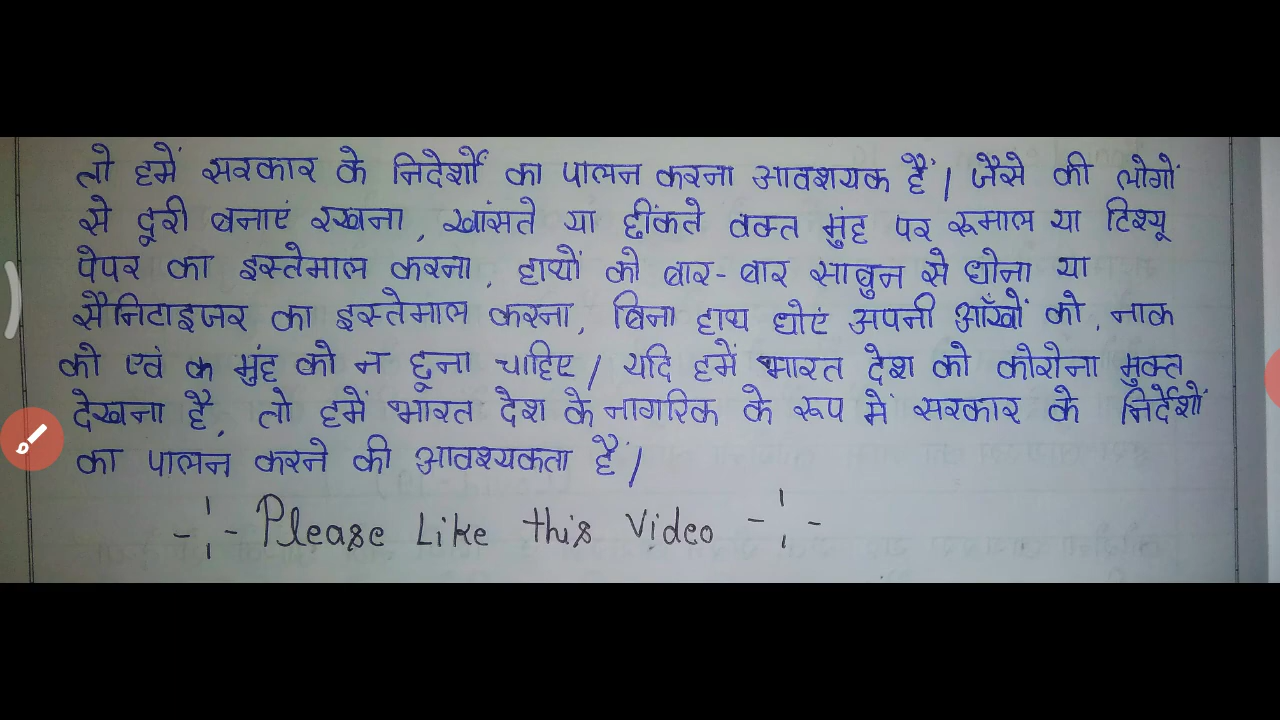 तो हमें सरकार के निर्देशों का पालन करना आवशयक हैं| जैसे की लोगों
से दूरी बनाएं रखना, खांसते या छींकते वक्त मुंह पर रूमाल या टिश्यू
पेपर का इस्तेमाल करना, हाथों को बार-बार साबुन से धोना या
सैनिटाइजर का इस्तेमाल करना, बिना हाथ धोएं अपनी आँखों को, नाक
को एवं क मुंह को न छूना चाहिए| यदि हमें भारत देश को कोरोना मुक्त
देखना है, तो हमें भारत देश के नागरिक के रूप में सरकार के निर्देशों
का पालन करने की आवश्यकता हैं|
-¦- Please Like this Video -¦-